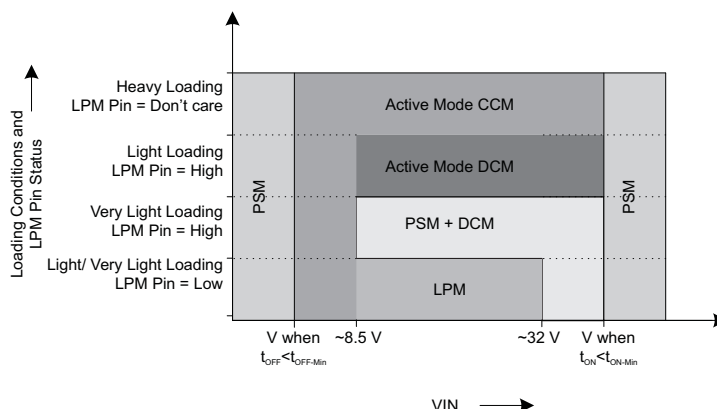 Loading Conditions and
LPM Pin Status
Heavy Loading
LPM Pin = Don't care
Light Loading
LPM Pin = High
Very Light Loading
LPM Pin = High
Light/ Very Light Loading
LPM Pin = Low
PSM
Active Mode CCM
Active Mode DCM
PSM + DCM
LPM
PSM
V when
tOFF<tOFF-Min
~8.5 V
~32 V
V when
tON<tON-Min
VIN